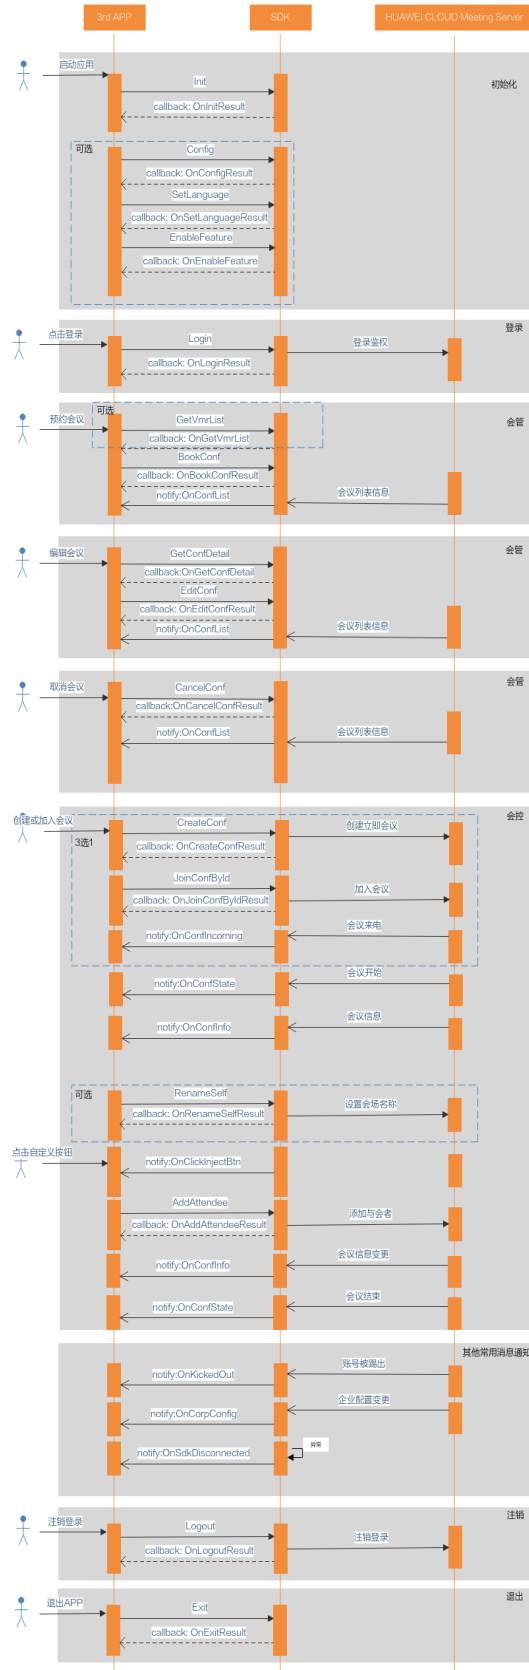 3rd APP
SDK
HUAWEI CLOUD Meeting Server
启动应用
初始化
Init
callback: OnInitResult
可选
Config
callback: OnConfigResult
SetLanguage
callback: OnSetLanguageResult
EnableFeature
callback: OnEnableFeature
登录
点击登录
Login
登录鉴权
callback: OnLoginResult
可选
预约会议
GetVmrList
会管
callback: OnGetVmrList
BookConf
callback: OnBookConfResult
notify:OnConfList
会议列表信息
编辑会议
GetConfDetail
会管
callback:OnGetConfDetail
EditConf
callback: OnEditConfResult
notify:OnConfList
会议列表信息
取消会议
CancelConf
会管
callback:OnCancelConfResult
notify:OnConfList
会议列表信息
会控
创建或加入会议
CreateConf
创建立即会议
3选1
callback: OnCreateConfResult
JoinConfById
加入会议
callback: OnJoinConfByIdResult
会议来电
notify:OnConfIncoming
会议开始
notify:OnConfState
会议信息
notify:OnConfInfo
可选
RenameSelf
设置会场名称
callback: OnRenameSelfResult
点击自定义按钮
notify:OnClickInjectBtn
AddAttendee
添加与会者
callback: OnAddAttendeeResult
会议信息变更
notify:OnConfInfo
会议结束
notify:OnConfState
其他常用消息通知
账号被踢出
notify:OnKickedOut
企业配置变更
notify:OnCorpConfig
异常
notify:OnSdkDisconnected
注销
注销登录
Logout
注销登录
callback: OnLogoutResult
退出
退出APP
Exit
callback: OnExitResult